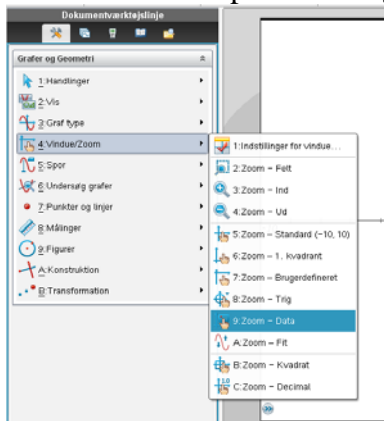 Dokumentværktøjslinje
Grafer og Geometri
1:Handlinger
2:Vis
3:Graf type
4:Vindue/Zoom
5:Spor
6:Undersøg grafer
7:Punkter og linjer
8:Målinger
9:Figurer
A:Konstruktion
B:Transformation
1:Indstillinger for vindue...
2:Zoom – Felt
3:Zoom – Ind
4:Zoom – Ud
5:Zoom – Standard (-10, 10)
6:Zoom – 1. kvadrant
7:Zoom – Brugerdefineret
8:Zoom – Trig
9:Zoom – Data
A:Zoom – Fit
B:Zoom – Kvadrat
C:Zoom – Decimal